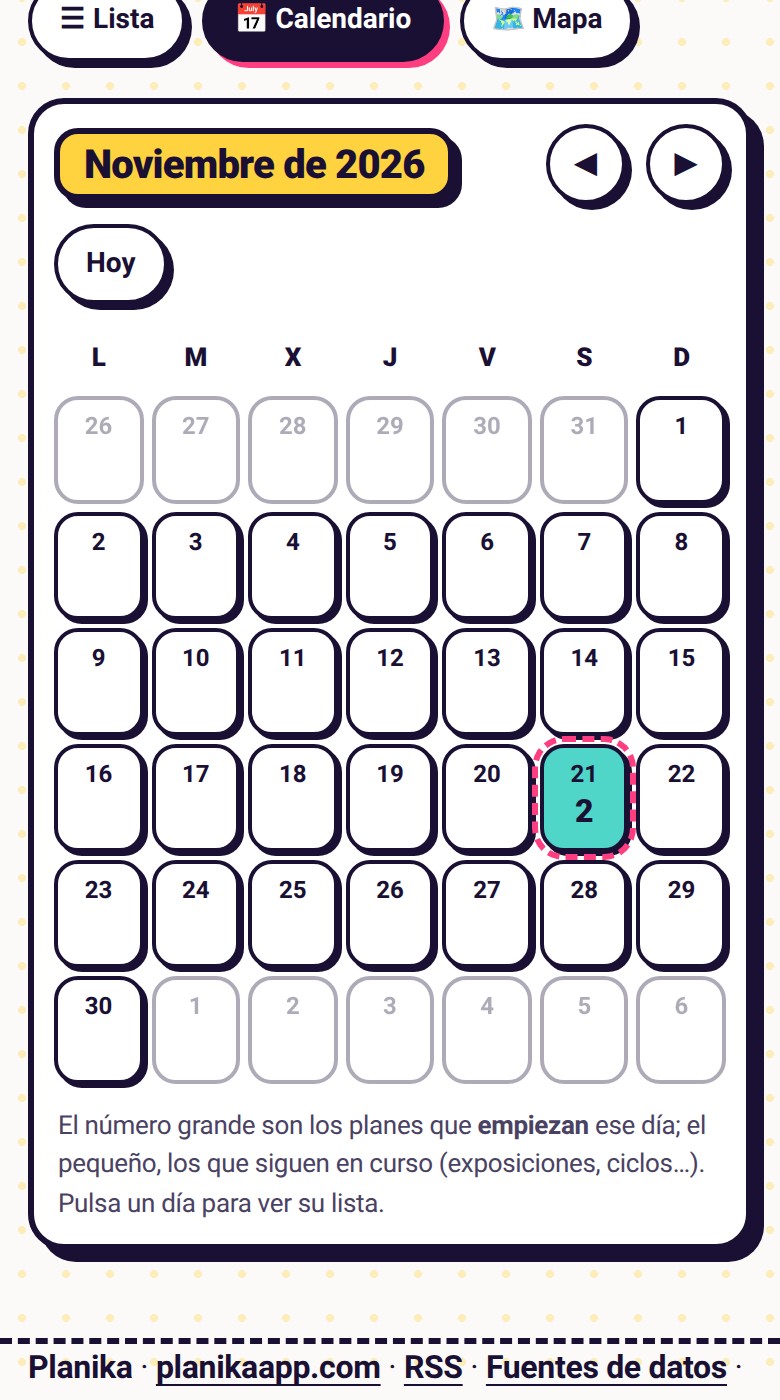 ☰ Lista 📅 Calendario 🗺️ Mapa
Noviembre de 2026 ◀ ▶
Hoy
L M X J V S D
26 27 28 29 30 31 1
2 3 4 5 6 7 8
9 10 11 12 13 14 15
16 17 18 19 20 21 22
2
23 24 25 26 27 28 29
30 1 2 3 4 5 6
El número grande son los planes que empiezan ese día; el
pequeño, los que siguen en curso (exposiciones, ciclos…).
Pulsa un día para ver su lista.
Planika · planikaapp.com · RSS · Fuentes de datos ·